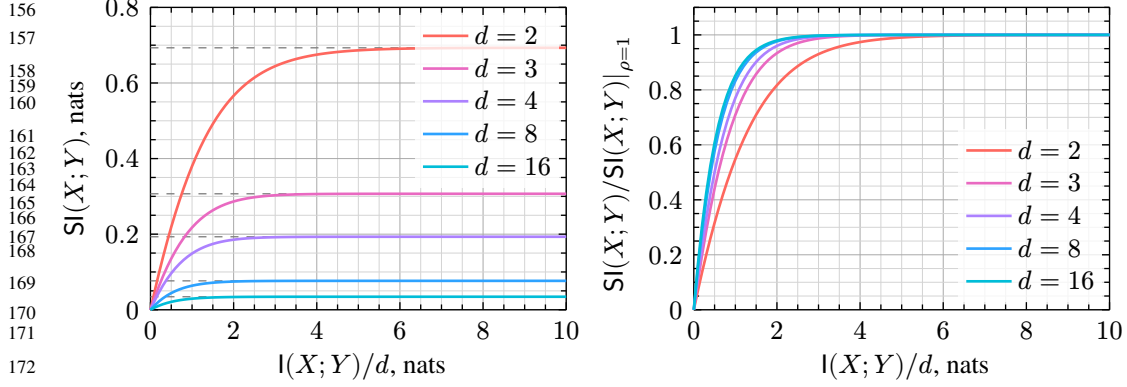 156
157
158
159
160
161
162
163
164
165
166
167
168
169
170
171
172
SI(X; Y), nats
0.8
0.6
0.4
0.2
0
0 2 4 6 8 10
I(X; Y)/d, nats
d = 2
d = 3
d = 4
d = 8
d = 16
SI(X; Y)/SI(X; Y)|ρ=1
1
0.8
0.6
0.4
0.2
0
0 2 4 6 8 10
I(X; Y)/d, nats
d = 2
d = 3
d = 4
d = 8
d = 16